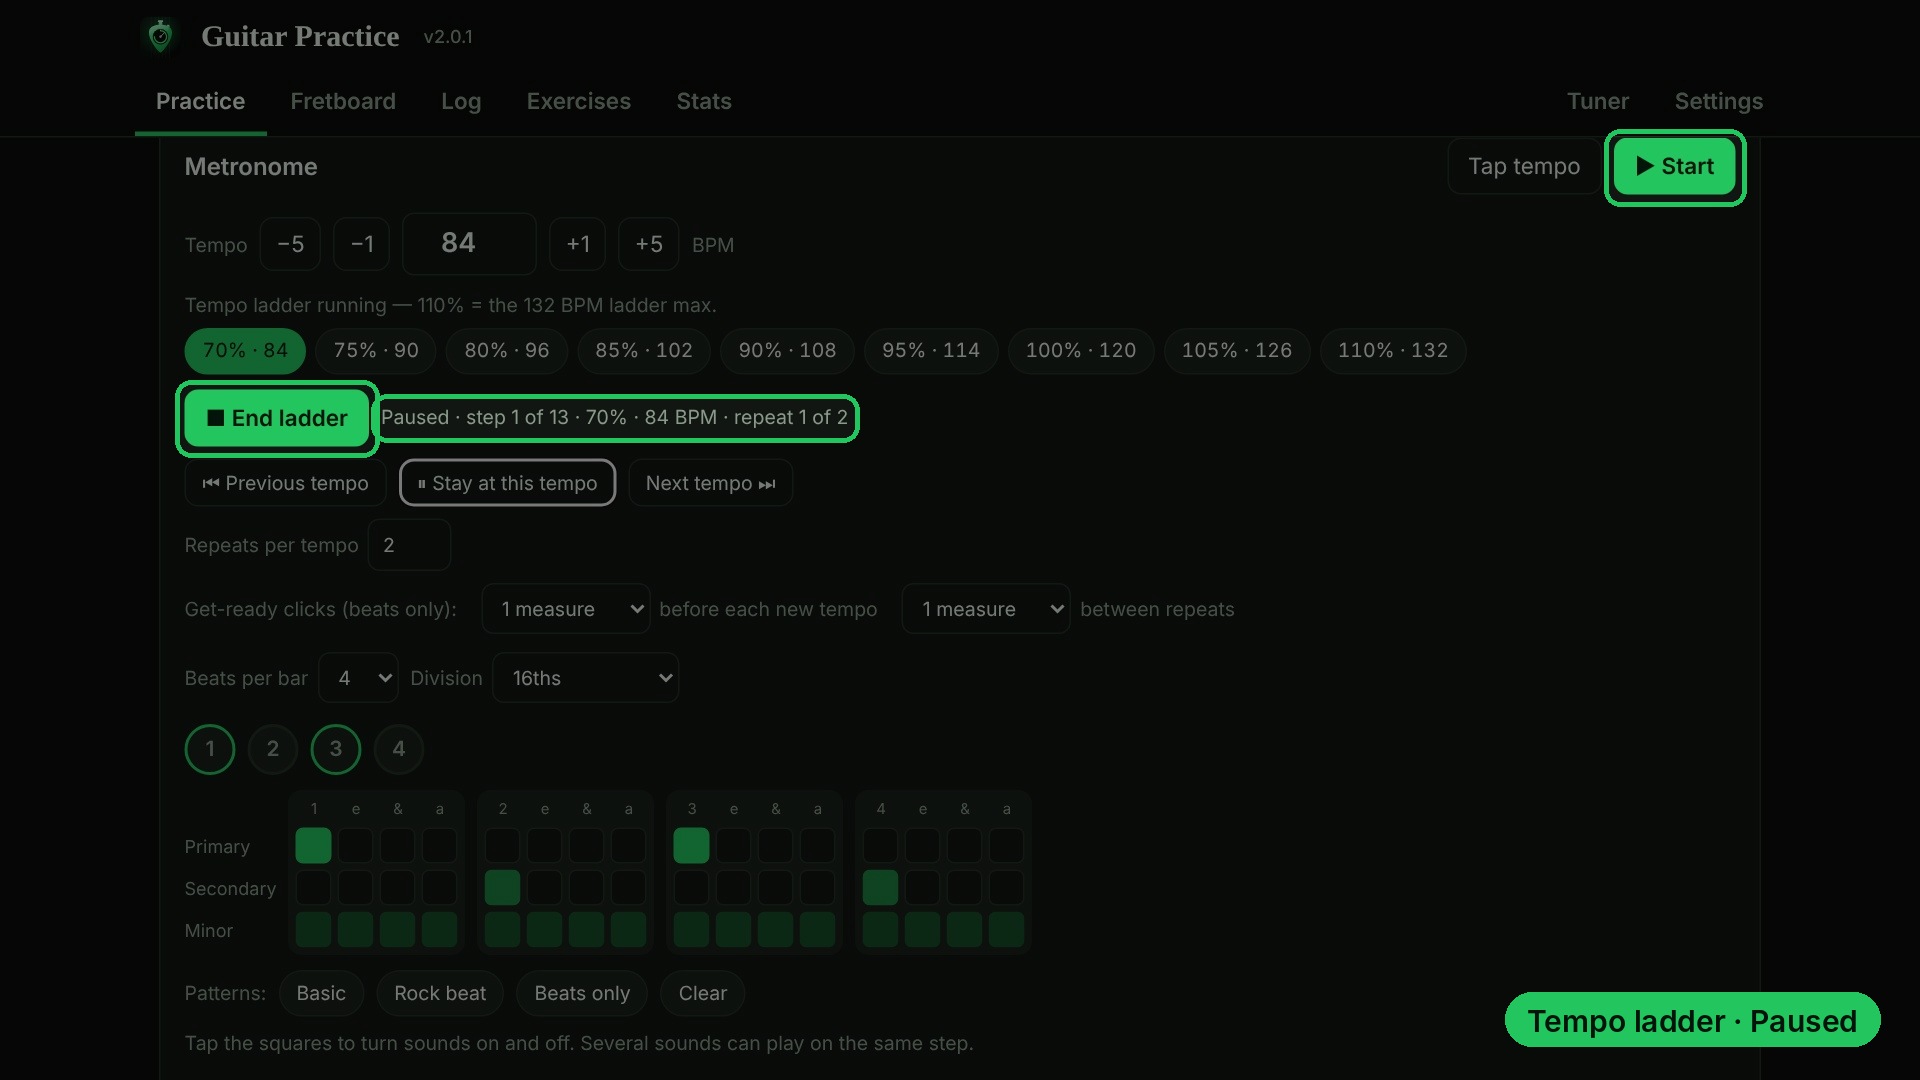 Guitar Practice v2.0.1
Practice Fretboard Log Exercises Stats Tuner Settings
Metronome Tap tempo ▶ Start
Tempo −5 −1 84 +1 +5 BPM
Tempo ladder running — 110% = the 132 BPM ladder max.
70% · 84 75% · 90 80% · 96 85% · 102 90% · 108 95% · 114 100% · 120 105% · 126 110% · 132
■ End ladder Paused · step 1 of 13 · 70% · 84 BPM · repeat 1 of 2
⏮ Previous tempo ⏸ Stay at this tempo Next tempo ⏭
Repeats per tempo 2
Get-ready clicks (beats only): 1 measure before each new tempo 1 measure between repeats
Beats per bar 4 Division 16ths
1 2 3 4
1 e & a 2 e & a 3 e & a 4 e & a
Primary
Secondary
Minor
Patterns: Basic Rock beat Beats only Clear
Tempo ladder · Paused
Tap the squares to turn sounds on and off. Several sounds can play on the same step.